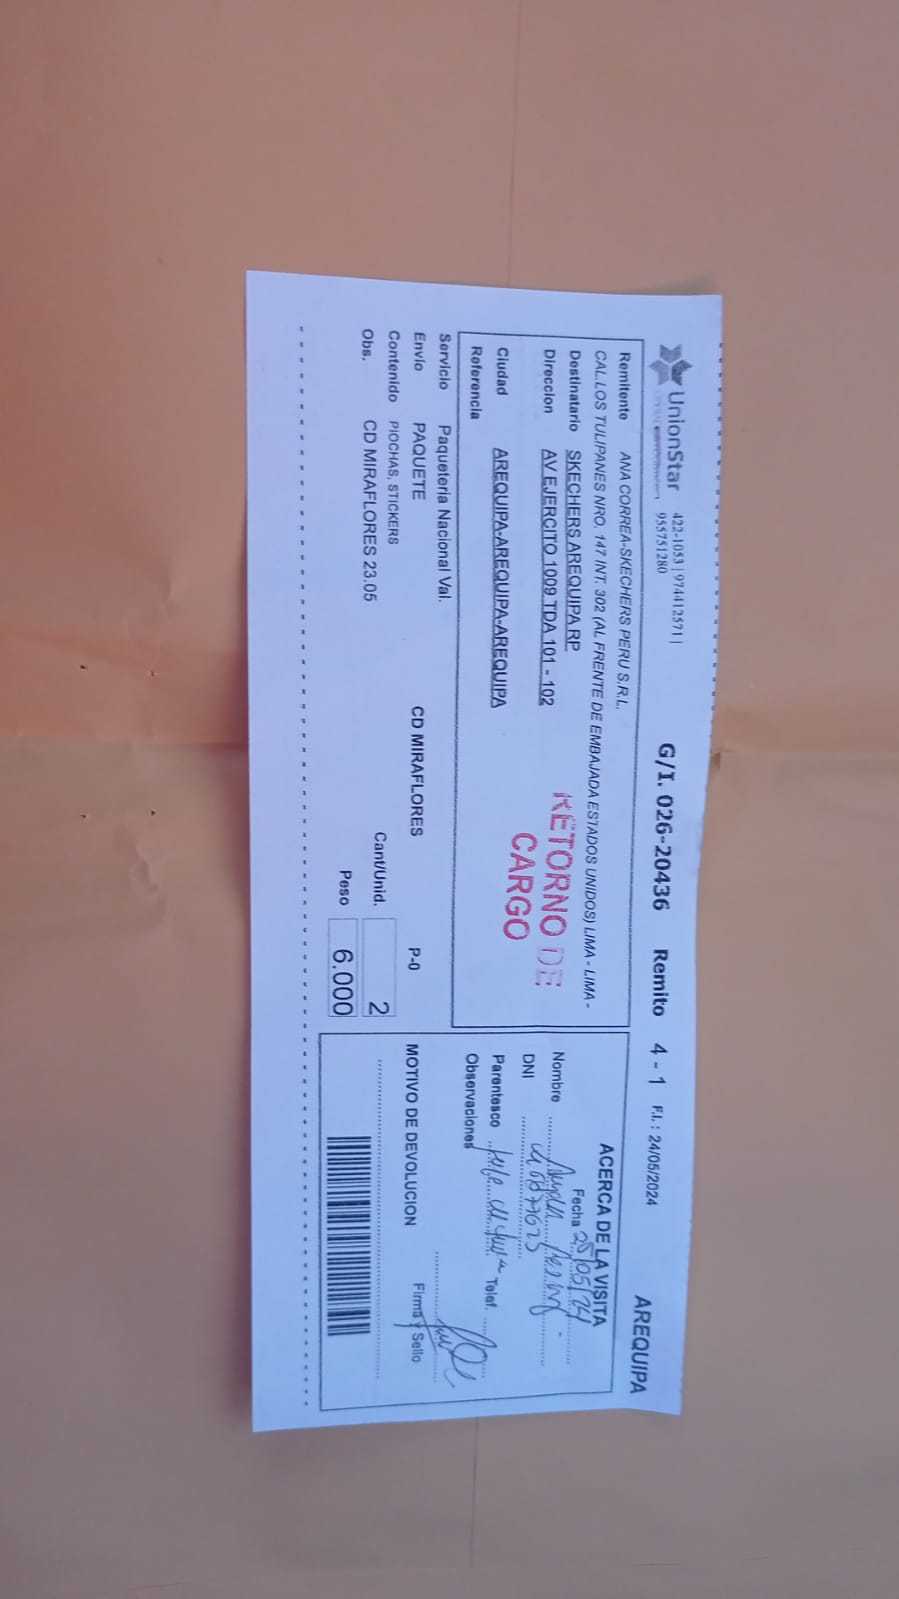 UnionStar 422-1053 | 974412571 |
955751280
G/I. 026-20436 Remito 4 - 1 F.I.: 24/05/2024 AREQUIPA
Remitente ANA CORREA-SKECHERS PERU S.R.L.
CAL.LOS TULIPANES NRO. 147 INT. 302 (AL FRENTE DE EMBAJADA ESTADOS UNIDOS) LIMA - LIMA -
Destinatario SKECHERS AREQUIPA RP
Direccion AV EJERCITO 1009 TDA 101 - 102
Ciudad AREQUIPA-AREQUIPA-AREQUIPA
Referencia
RETORNO DE
CARGO
Servicio Paqueteria Nacional Val.
Envio PAQUETE CD MIRAFLORES P-0
Contenido PIOCHAS, STICKERS
Obs. CD MIRAFLORES 23.05
Cant/Unid. 2
Peso 6.000
ACERCA DE LA VISITA
Fecha 25/05/24
Nombre
DNI
Parentesco Telef.
Observaciones
MOTIVO DE DEVOLUCION Firma y Sello